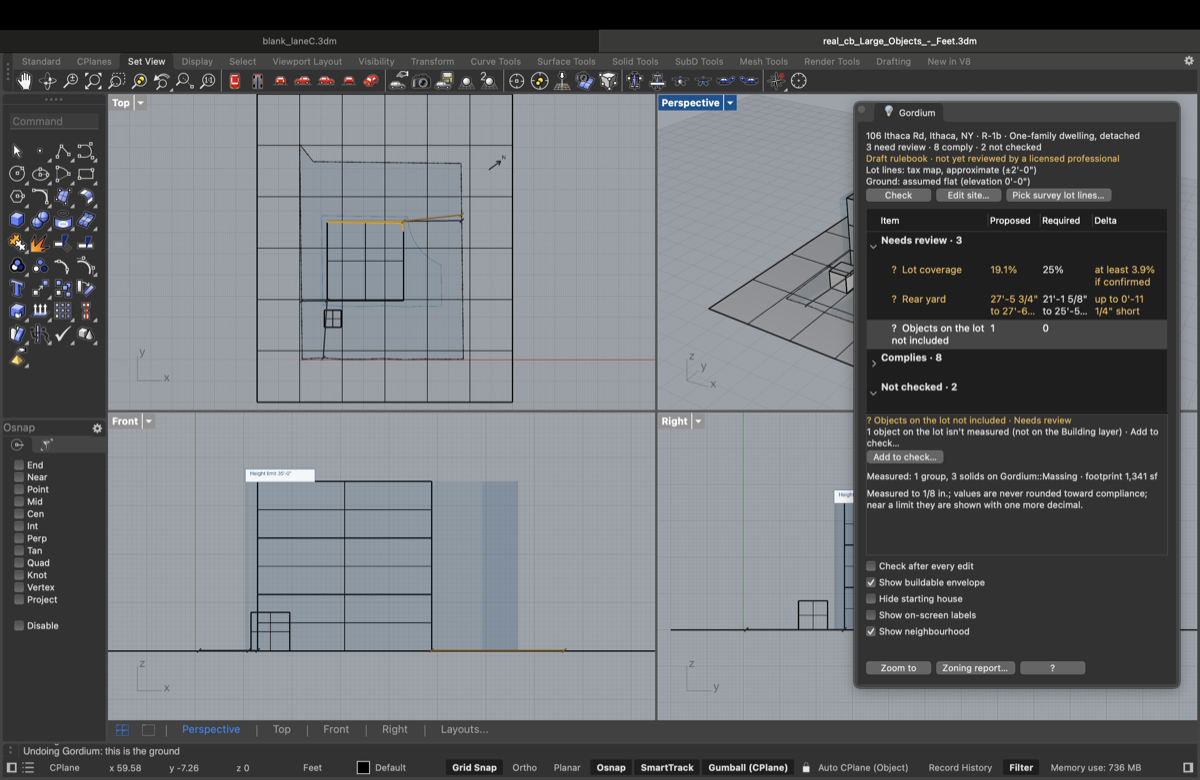 blank_laneC.3dm
real_cb_Large_Objects_-_Feet.3dm
Standard CPlanes Set View Display Select Viewport Layout Visibility Transform Curve Tools Surface Tools Solid Tools SubD Tools Mesh Tools Render Tools Drafting New in V8
Command
Top
Perspective
N
y
x
z
y
x
Gordium
106 Ithaca Rd, Ithaca, NY · R-1b · One-family dwelling, detached
3 need review · 8 comply · 2 not checked
Draft rulebook · not yet reviewed by a licensed professional
Lot lines: tax map, approximate (±2'-0")
Ground: assumed flat (elevation 0'-0")
Check Edit site... Pick survey lot lines...
Item Proposed Required Delta
Needs review · 3
? Lot coverage 19.1% 25% at least 3.9% if confirmed
? Rear yard 27'-5 3/4" to 27'-6... 21'-1 5/8" to 25'-5... up to 0'-11 1/4" short
? Objects on the lot not included 1 0
Complies · 8
Not checked · 2
? Objects on the lot not included · Needs review
1 object on the lot isn't measured (not on the Building layer) · Add to
check...
Add to check...
Measured: 1 group, 3 solids on Gordium::Massing · footprint 1,341 sf
Measured to 1/8 in.; values are never rounded toward compliance;
near a limit they are shown with one more decimal.
Check after every edit
Show buildable envelope
Hide starting house
Show on-screen labels
Show neighbourhood
Zoom to Zoning report... ?
Front
Height limit 35'-0"
z
x
Right
Heigh
z
y
Osnap
End
Near
Point
Mid
Cen
Int
Perp
Tan
Quad
Knot
Vertex
Project
Disable
Perspective Top Front Right Layouts...
Undoing Gordium: this is the ground
CPlane x 59.58 y -7.26 z 0 Feet Default Grid Snap Ortho Planar Osnap SmartTrack Gumball (CPlane) Auto CPlane (Object) Record History Filter Memory use: 736 MB